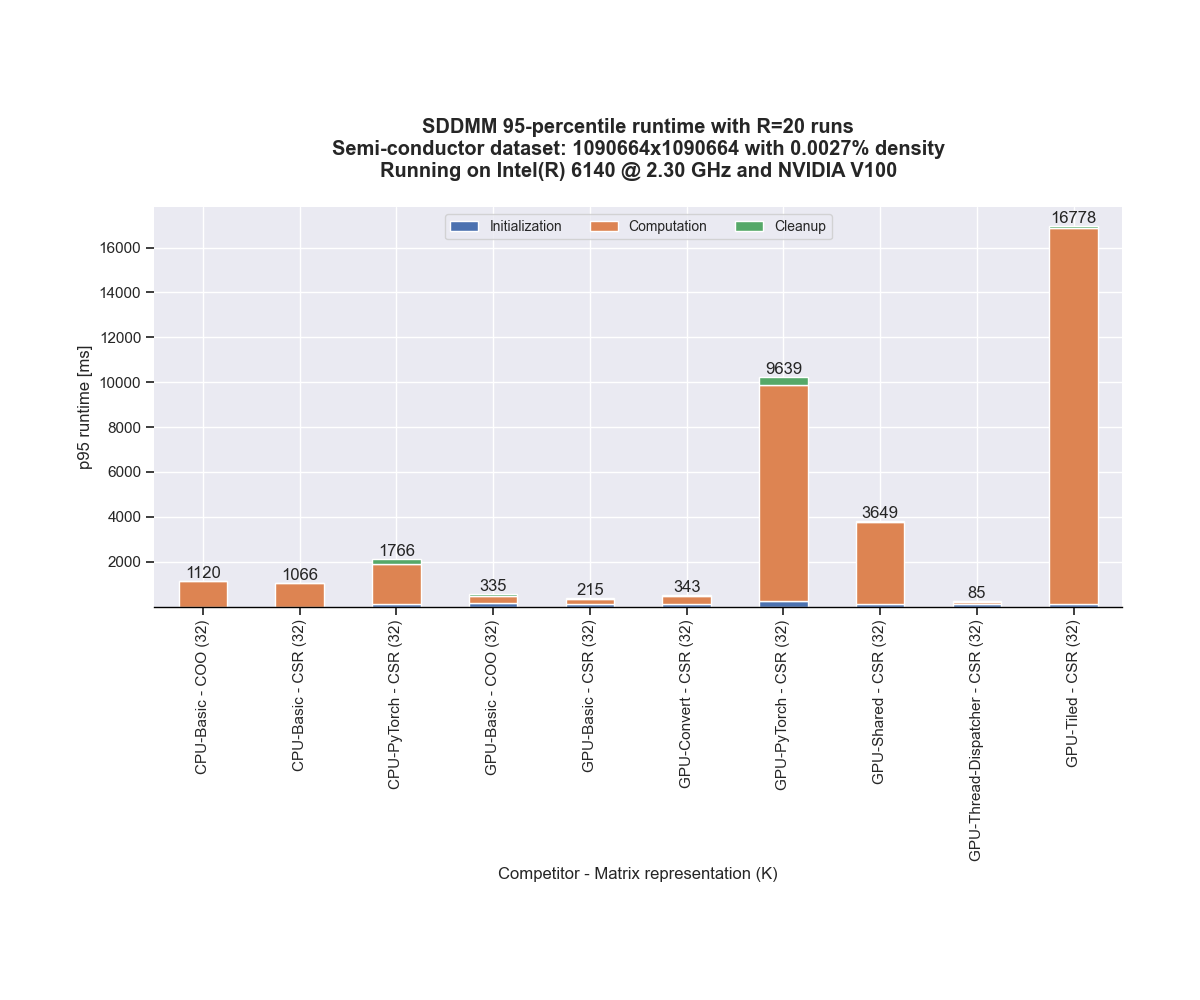 SDDMM 95-percentile runtime with R=20 runs
Semi-conductor dataset: 1090664x1090664 with 0.0027% density
Running on Intel(R) 6140 @ 2.30 GHz and NVIDIA V100
Initialization
Computation
Cleanup
p95 runtime [ms]
16000
14000
12000
10000
8000
6000
4000
2000
1120
1066
1766
335
215
343
9639
3649
85
16778
CPU-Basic - COO (32)
CPU-Basic - CSR (32)
CPU-PyTorch - CSR (32)
GPU-Basic - COO (32)
GPU-Basic - CSR (32)
GPU-Convert - CSR (32)
GPU-PyTorch - CSR (32)
GPU-Shared - CSR (32)
GPU-Thread-Dispatcher - CSR (32)
GPU-Tiled - CSR (32)
Competitor - Matrix representation (K)